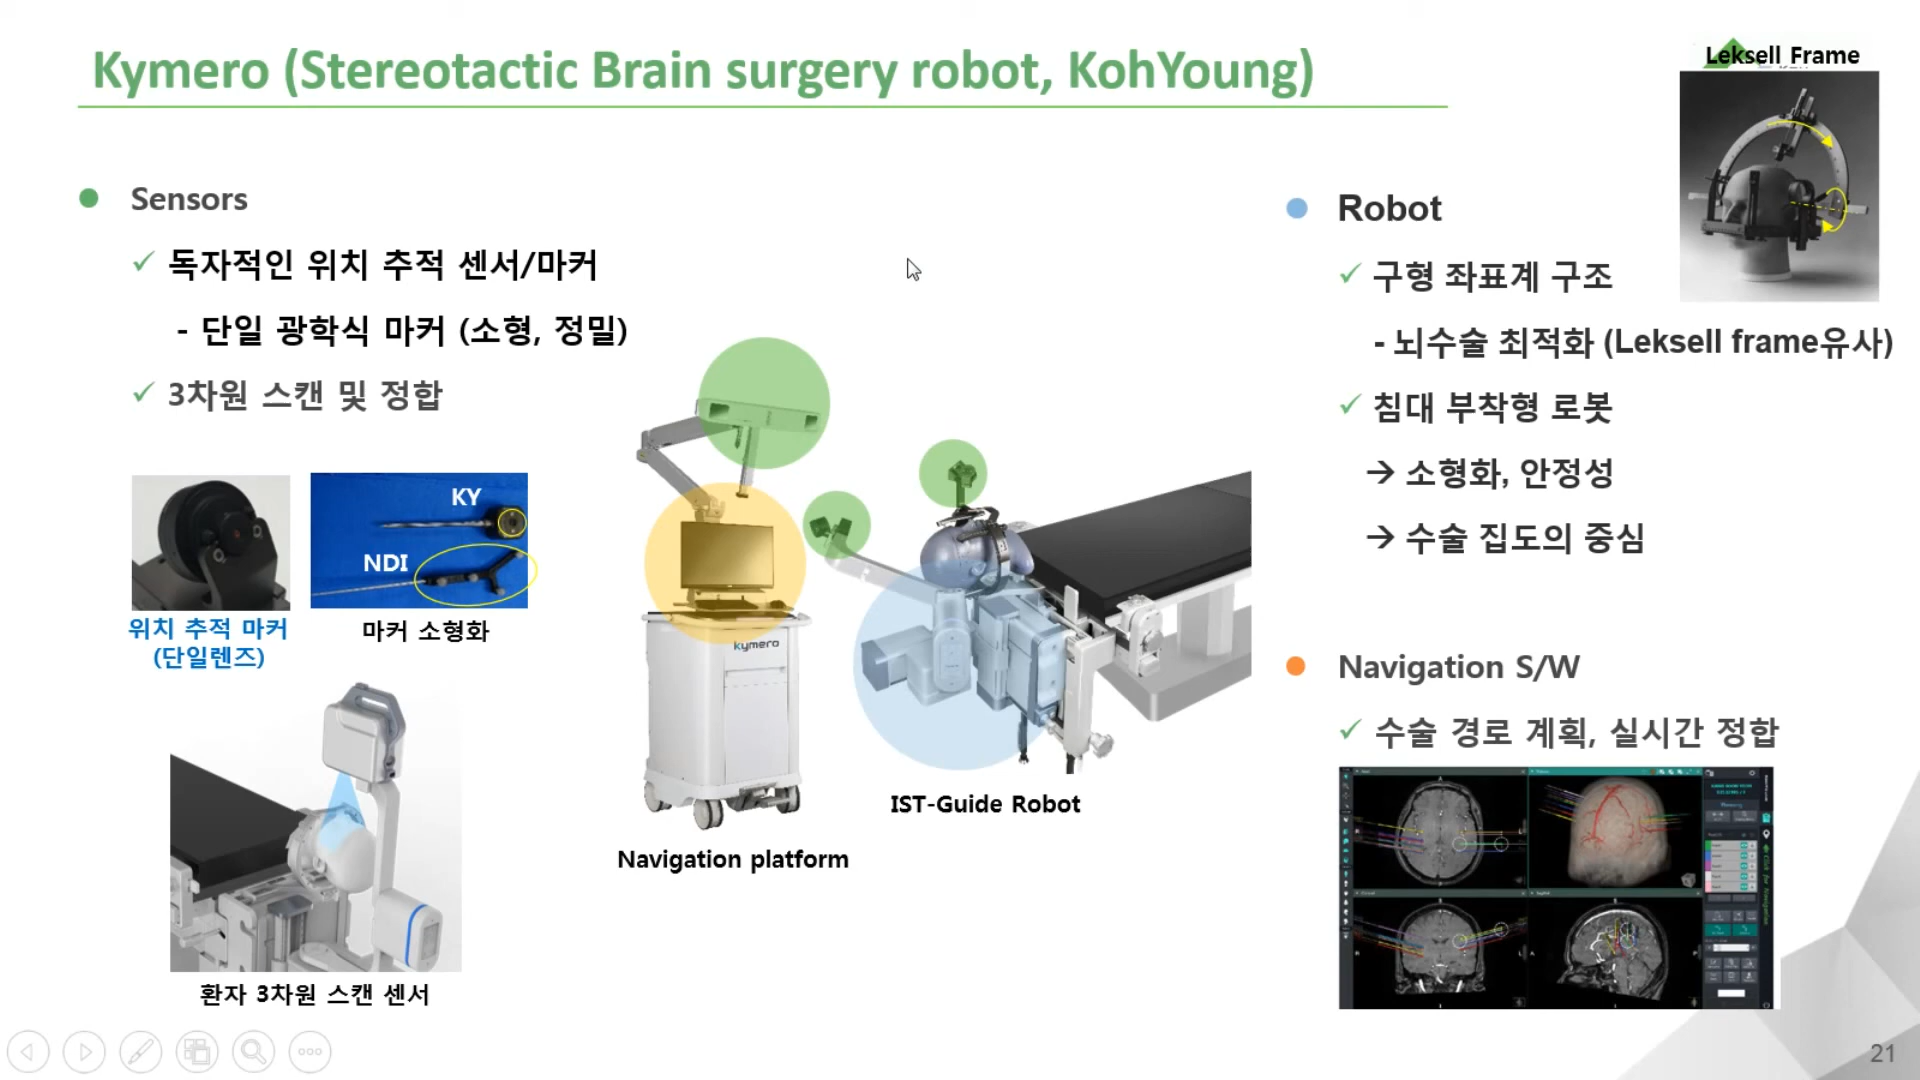 Kymero (Stereotactic Brain surgery robot, KohYoung)
Leksell Frame
Sensors
✓ 독자적인 위치 추적 센서/마커
- 단일 광학식 마커 (소형, 정밀)
✓ 3차원 스캔 및 정합
KY
NDI
위치 추적 마커
(단일렌즈)
마커 소형화
환자 3차원 스캔 센서
kymero
Navigation platform
IST-Guide Robot
Robot
✓ 구형 좌표계 구조
- 뇌수술 최적화 (Leksell frame유사)
✓ 침대 부착형 로봇
→ 소형화, 안정성
→ 수술 집도의 중심
Navigation S/W
✓ 수술 경로 계획, 실시간 정합
21